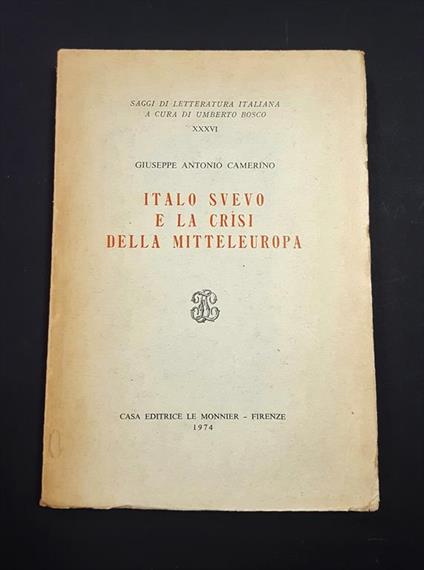 SAGGI DI LETTERATURA ITALIANA
A CURA DI UMBERTO BOSCO
XXXVI
GIUSEPPE ANTONIO CAMERINO
ITALO SVEVO
E LA CRISI
DELLA MITTELEUROPA
CASA EDITRICE LE MONNIER – FIRENZE
1974